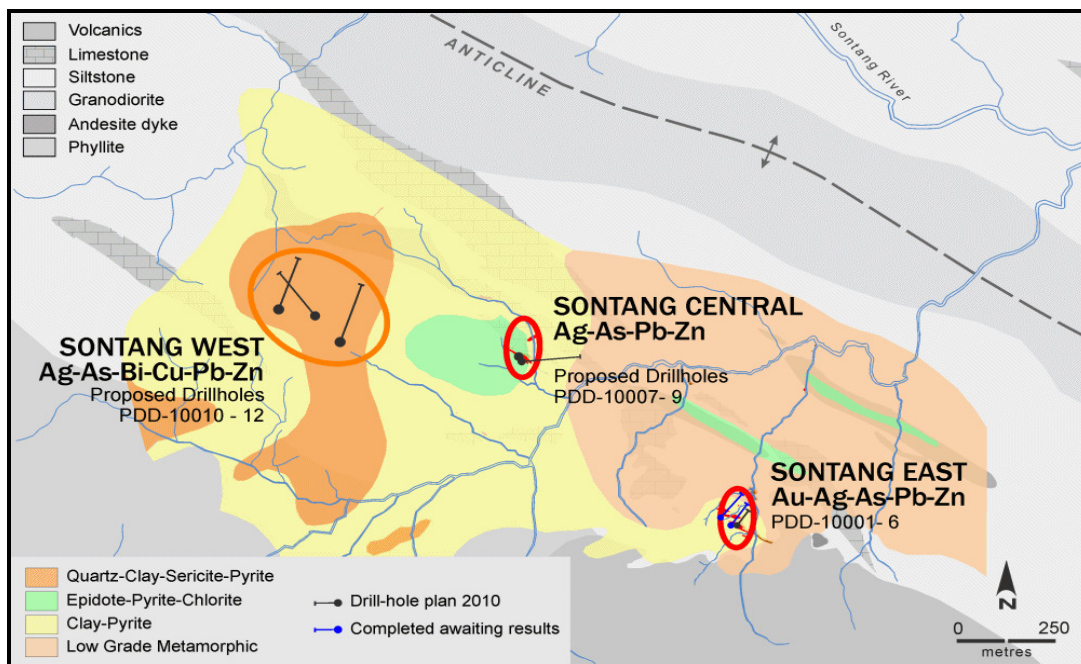 Volcanics
Limestone
Siltstone
Granodiorite
Andesite dyke
Phyllite
ANTICLINE
Sontang River
SONTANG CENTRAL
Ag-As-Pb-Zn
Proposed Drillholes
PDD-10007- 9
SONTANG WEST
Ag-As-Bi-Cu-Pb-Zn
Proposed Drillholes
PDD-10010 - 12
SONTANG EAST
Au-Ag-As-Pb-Zn
PDD-10001- 6
Quartz-Clay-Sericite-Pyrite
Epidote-Pyrite-Chlorite
Clay-Pyrite
Low Grade Metamorphic
Drill-hole plan 2010
Completed awaiting results
N
0 250
metres